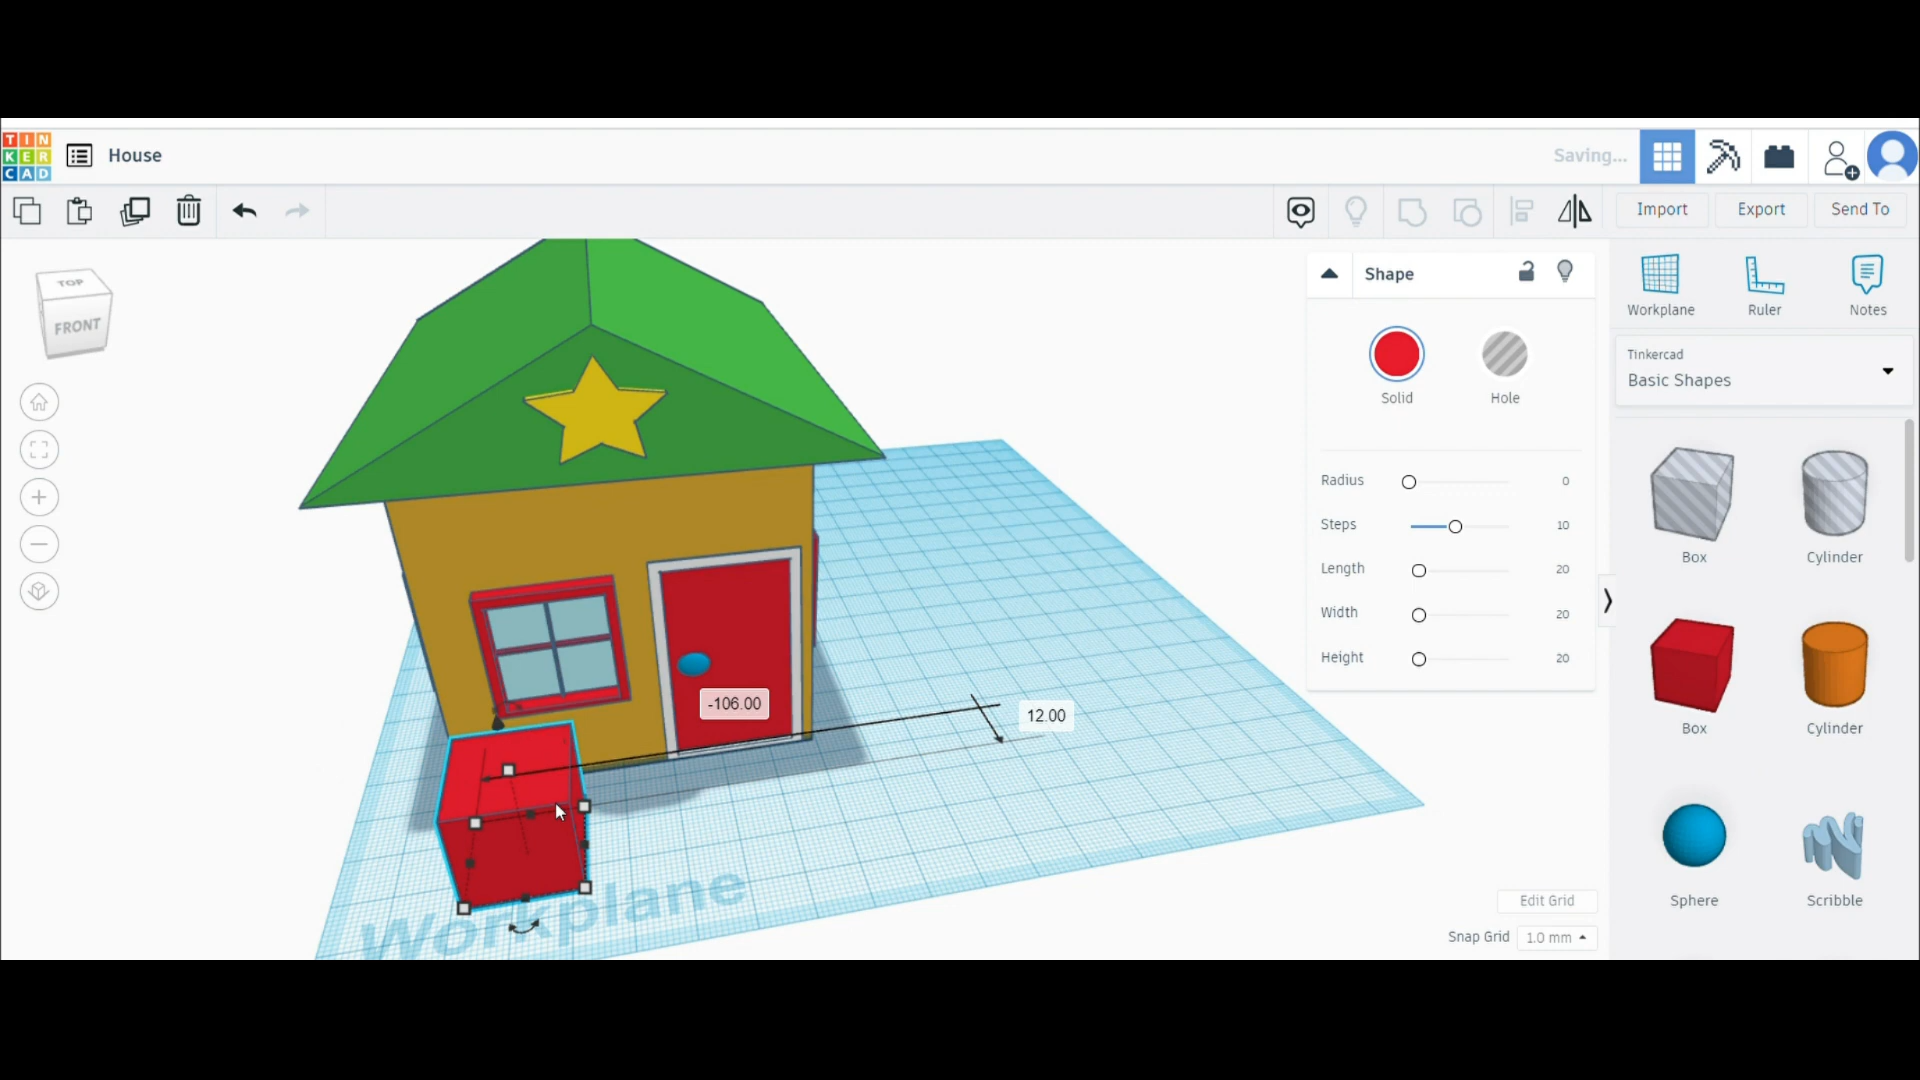 TIN
KER
CAD
House
Saving...
Import
Export
Send To
TOP
FRONT
Shape
Solid
Hole
Radius 0
Steps 10
Length 20
Width 20
Height 20
Workplane
Ruler
Notes
Tinkercad
Basic Shapes
Box
Cylinder
Box
Cylinder
Sphere
Scribble
-106.00
12.00
Workplane
Edit Grid
Snap Grid 1.0 mm